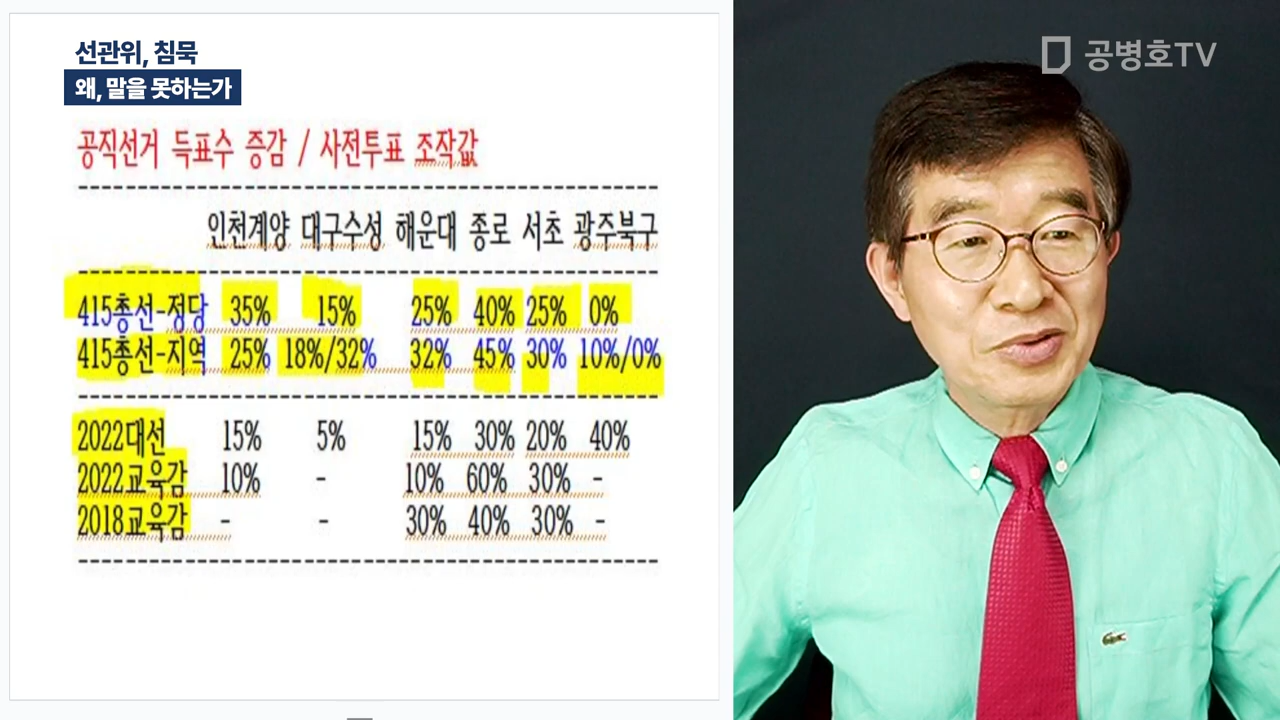 선관위, 침묵
왜, 말을 못하는가
공병호TV
공직선거 득표수 증감 / 사전투표 조작값
인천계양 대구수성 해운대 종로 서초 광주북구
415총선-정당 35% 15% 25% 40% 25% 0%
415총선-지역 25% 18%/32% 32% 45% 30% 10%/0%
2022대선 15% 5% 15% 30% 20% 40%
2022교육감 10% - 10% 60% 30% -
2018교육감 - - 30% 40% 30% -